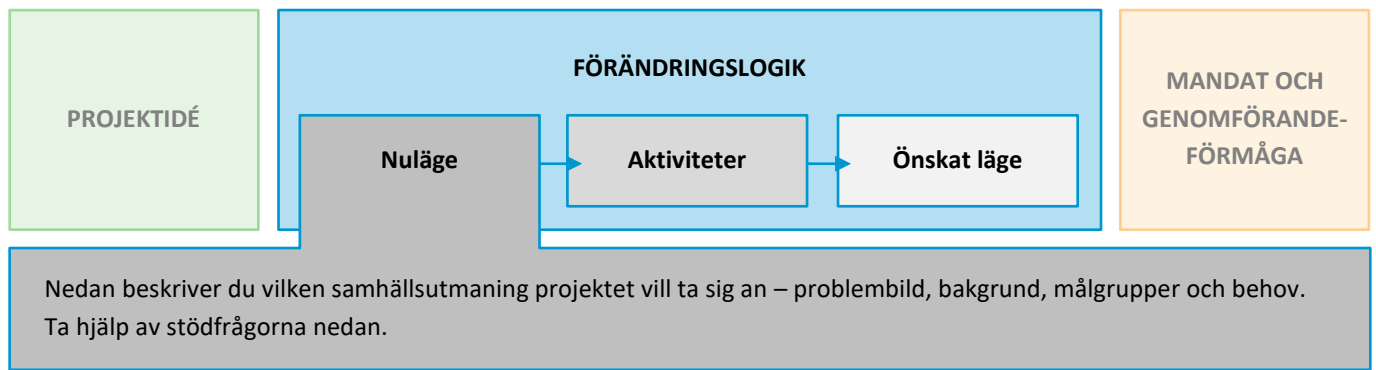 PROJEKTIDÉ
FÖRÄNDRINGSLOGIK
Nuläge
Aktiviteter
Önskat läge
MANDAT OCH
GENOMFÖRANDE-
FÖRMÅGA
Nedan beskriver du vilken samhällsutmaning projektet vill ta sig an – problembild, bakgrund, målgrupper och behov.
Ta hjälp av stödfrågorna nedan.